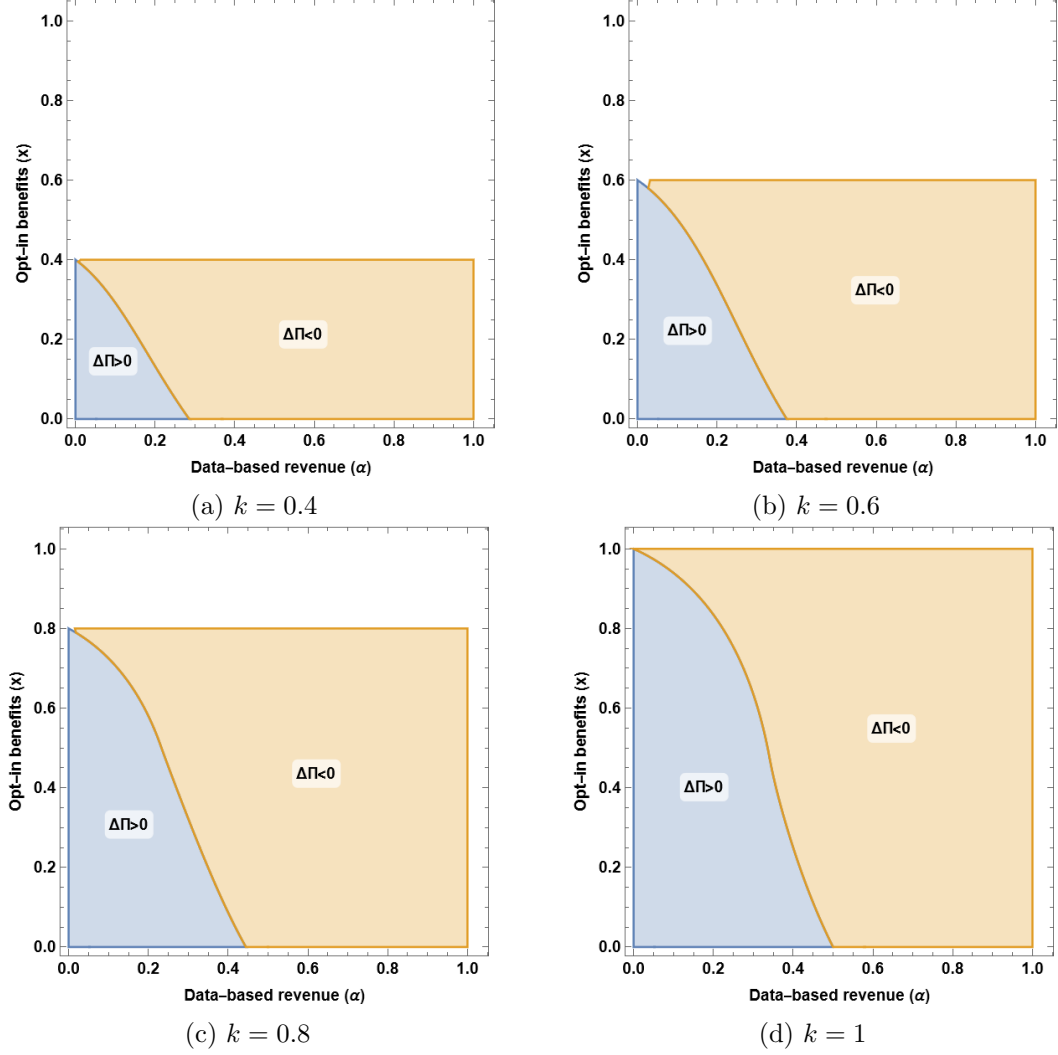 1.0
0.8
0.6
0.4
0.2
0.0
Opt–in benefits (x)
ΔΠ>0
ΔΠ<0
0.0 0.2 0.4 0.6 0.8 1.0
Data–based revenue (α)
(a) k = 0.4
1.0
0.8
0.6
0.4
0.2
0.0
Opt–in benefits (x)
ΔΠ>0
ΔΠ<0
0.0 0.2 0.4 0.6 0.8 1.0
Data–based revenue (α)
(b) k = 0.6
1.0
0.8
0.6
0.4
0.2
0.0
Opt–in benefits (x)
ΔΠ<0
ΔΠ>0
0.0 0.2 0.4 0.6 0.8 1.0
Data–based revenue (α)
(c) k = 0.8
1.0
0.8
0.6
0.4
0.2
0.0
Opt–in benefits (x)
ΔΠ<0
ΔΠ>0
0.0 0.2 0.4 0.6 0.8 1.0
Data–based revenue (α)
(d) k = 1